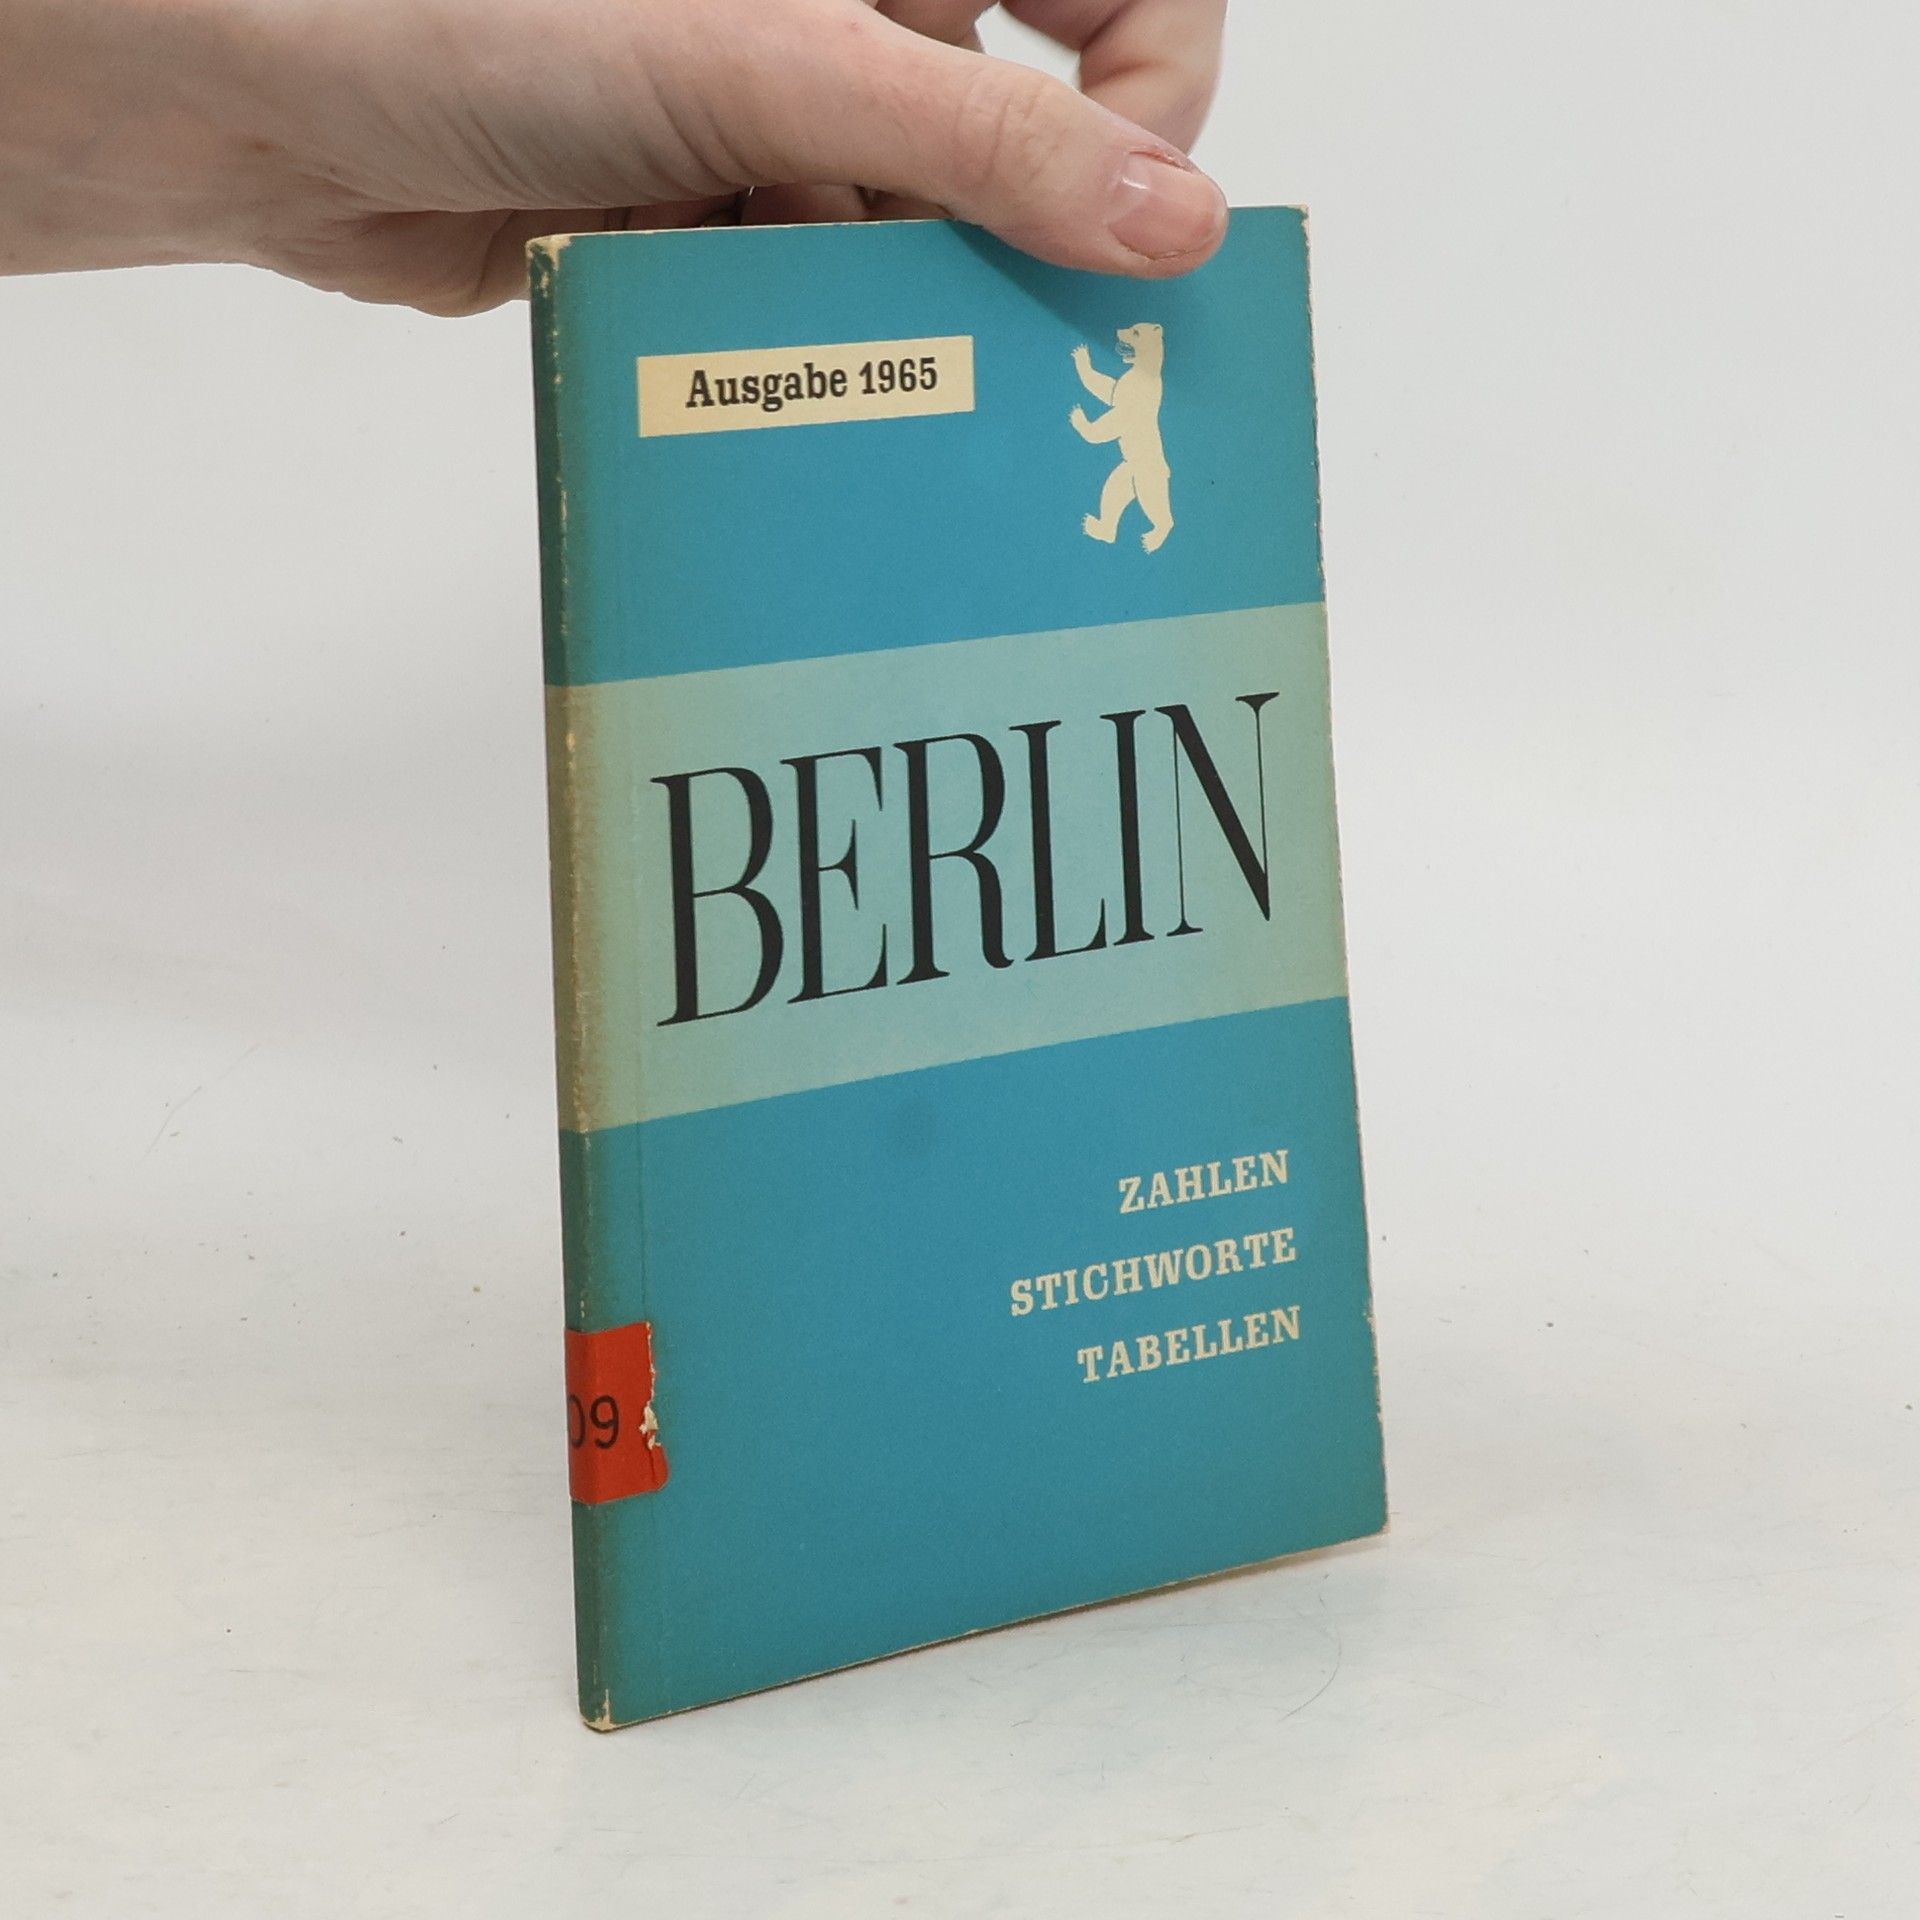 Ausgabe 1965
BERLIN
ZAHLEN
STICHWORTE
TABELLEN
09